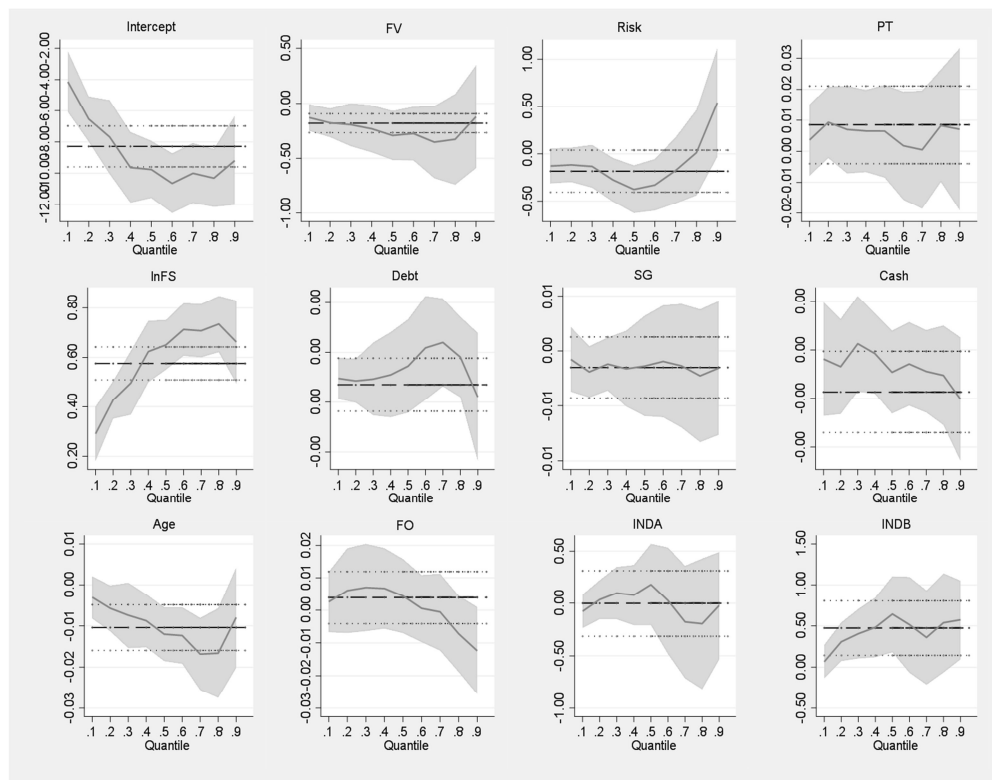 Intercept
-12.00-10.00-8.00-6.00-4.00-2.00
.1 .2 .3 .4 .5 .6 .7 .8 .9
Quantile
FV
-1.00 -0.50 0.00 0.50
.1 .2 .3 .4 .5 .6 .7 .8 .9
Quantile
Risk
-0.50 0.00 0.50 1.00
.1 .2 .3 .4 .5 .6 .7 .8 .9
Quantile
PT
-0.02 -0.01 0.00 0.01 0.02 0.03
.1 .2 .3 .4 .5 .6 .7 .8 .9
Quantile
lnFS
0.20 0.40 0.60 0.80
.1 .2 .3 .4 .5 .6 .7 .8 .9
Quantile
Debt
-0.00 0.00 0.00 0.00
.1 .2 .3 .4 .5 .6 .7 .8 .9
Quantile
SG
-0.01 -0.01 0.00 0.01
.1 .2 .3 .4 .5 .6 .7 .8 .9
Quantile
Cash
-0.00 -0.00 0.00 0.00
.1 .2 .3 .4 .5 .6 .7 .8 .9
Quantile
Age
-0.03 -0.02 -0.01 0.00 0.01
.1 .2 .3 .4 .5 .6 .7 .8 .9
Quantile
FO
-0.03 -0.02 -0.01 0.00 0.01 0.02
.1 .2 .3 .4 .5 .6 .7 .8 .9
Quantile
INDA
-1.00 -0.50 0.00 0.50
.1 .2 .3 .4 .5 .6 .7 .8 .9
Quantile
INDB
-0.50 0.00 0.50 1.00 1.50
.1 .2 .3 .4 .5 .6 .7 .8 .9
Quantile